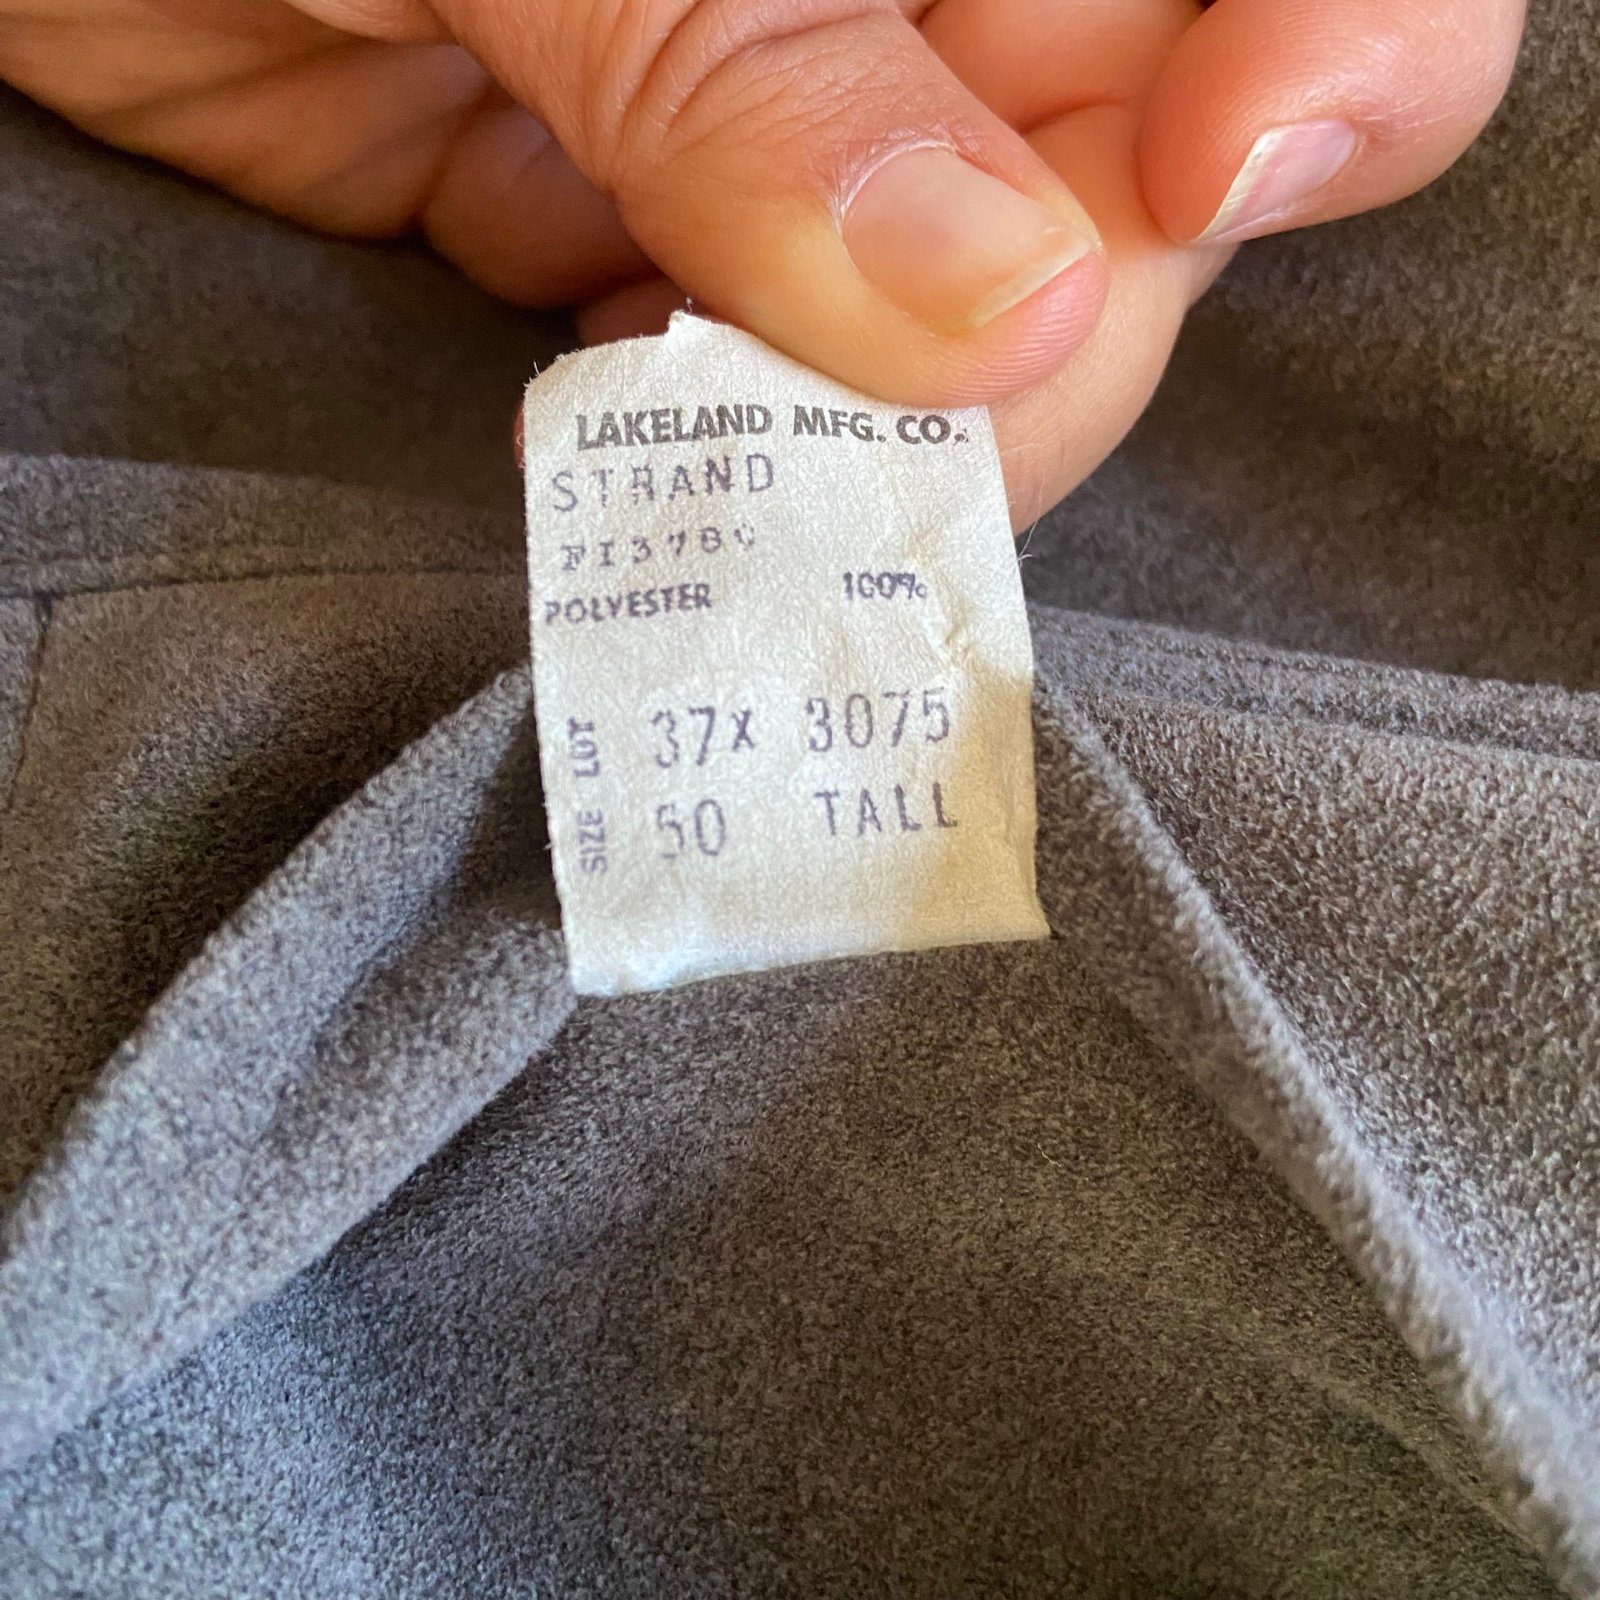 LAKELAND MFG. CO.
STRAND
POLYESTER 100%
LOT 37X 3075
SIZE 50 TALL